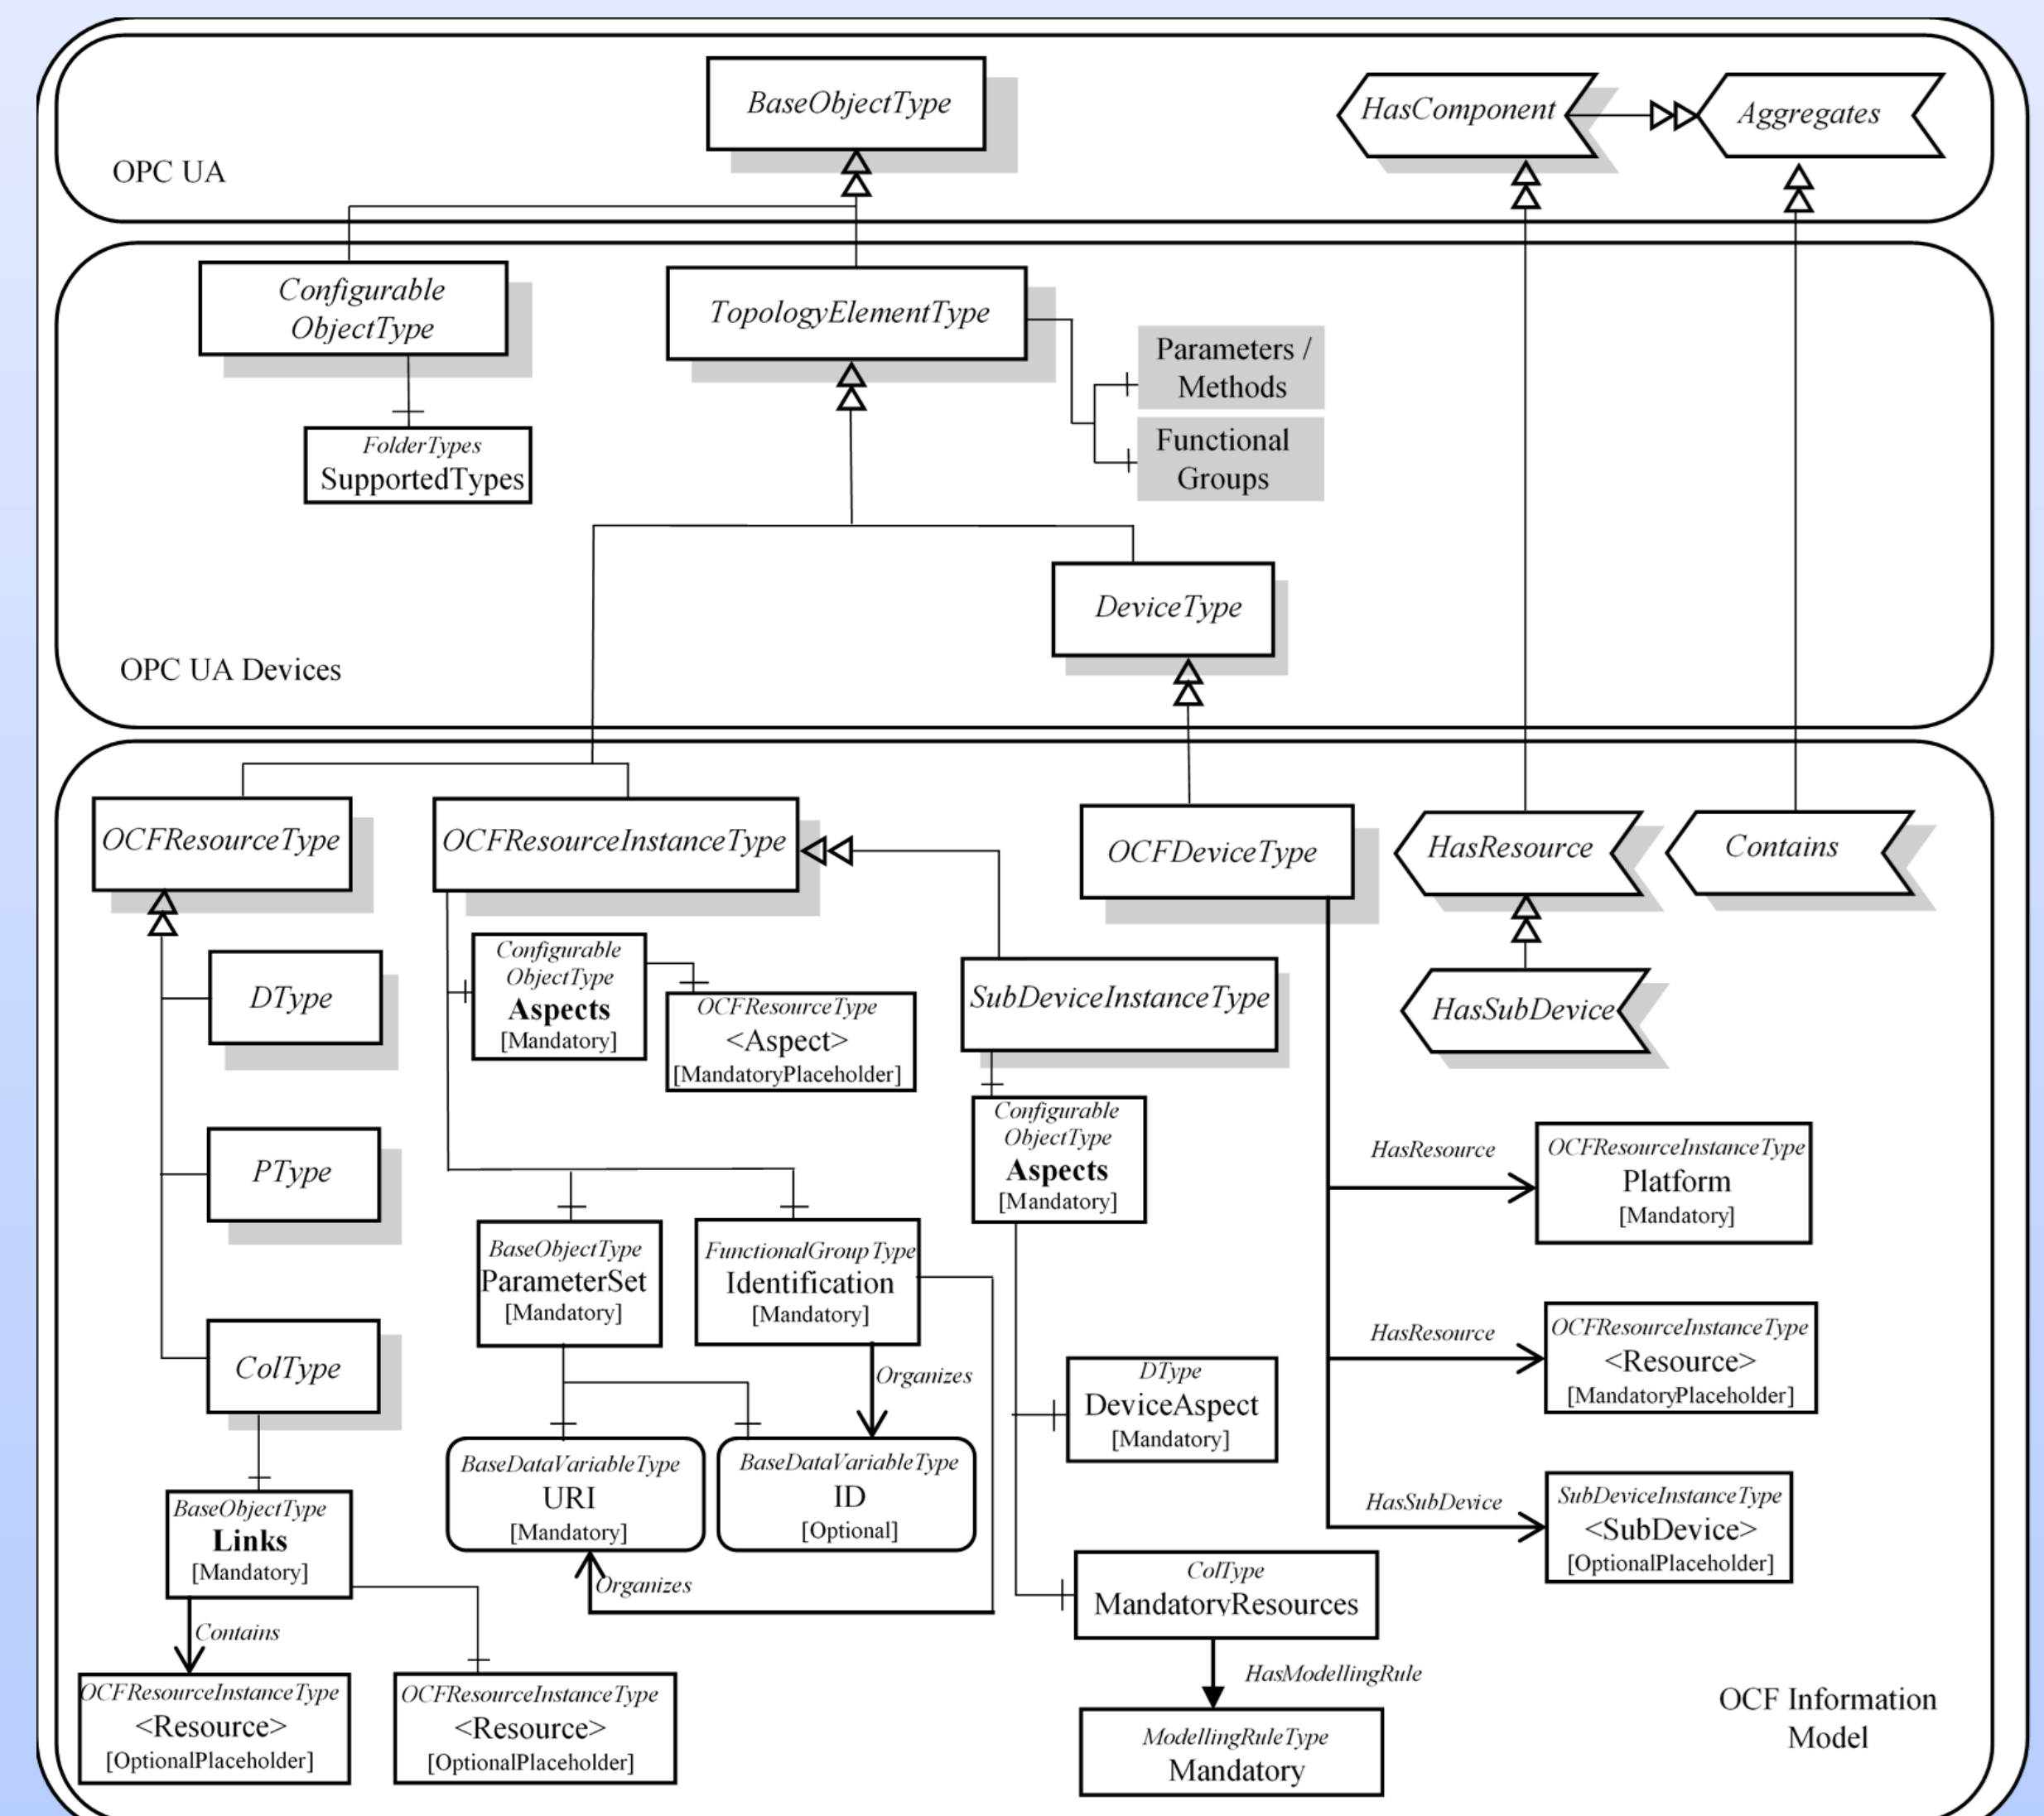 BaseObjectType
HasComponent
Aggregates
OPC UA
Configurable
ObjectType
TopologyElementType
Parameters /
Methods
FolderTypes
SupportedTypes
Functional
Groups
DeviceType
OPC UA Devices
OCFResourceType
OCFResourceInstanceType
OCFDeviceType
HasResource
Contains
DType
Configurable
ObjectType
Aspects
[Mandatory]
OCFResourceType
<Aspect>
[MandatoryPlaceholder]
SubDeviceInstanceType
HasSubDevice
PType
Configurable
ObjectType
Aspects
[Mandatory]
HasResource
OCFResourceInstanceType
Platform
[Mandatory]
BaseObjectType
ParameterSet
[Mandatory]
FunctionalGroupType
Identification
[Mandatory]
ColType
Organizes
DType
DeviceAspect
[Mandatory]
HasResource
OCFResourceInstanceType
<Resource>
[MandatoryPlaceholder]
BaseDataVariableType
URI
[Mandatory]
BaseDataVariableType
ID
[Optional]
HasSubDevice
SubDeviceInstanceType
<SubDevice>
[OptionalPlaceholder]
BaseObjectType
Links
[Mandatory]
Organizes
ColType
MandatoryResources
Contains
HasModellingRule
OCFResourceInstanceType
<Resource>
[OptionalPlaceholder]
OCFResourceInstanceType
<Resource>
[OptionalPlaceholder]
ModellingRuleType
Mandatory
OCF Information
Model